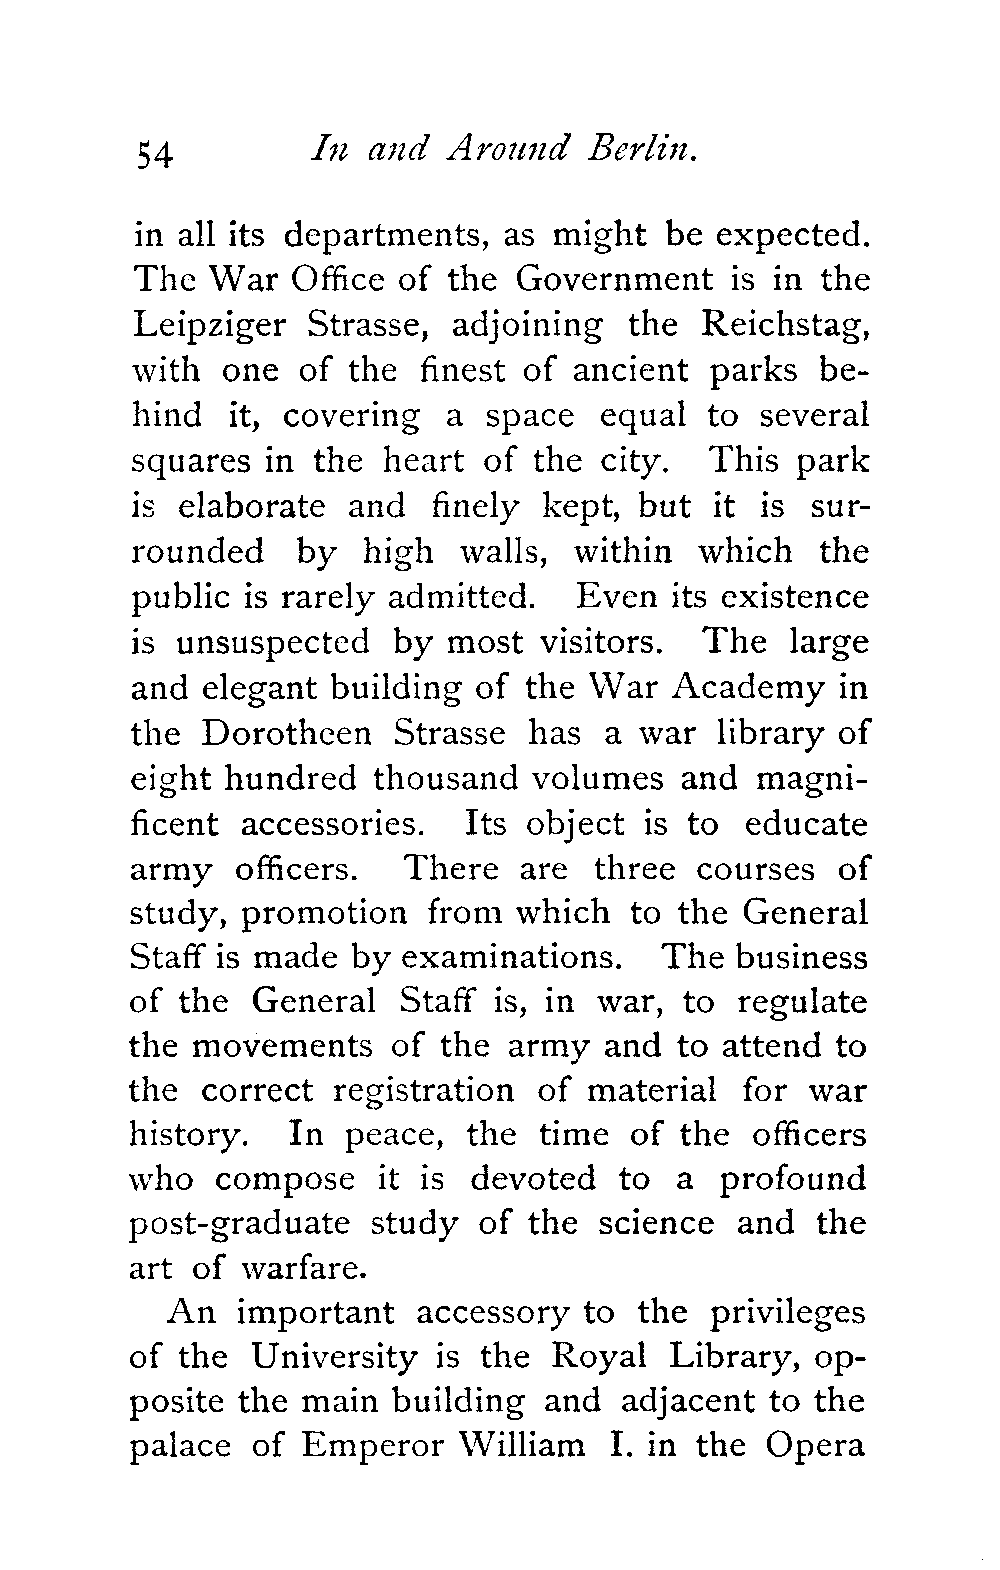 54 In and Around Berlin.
in all its departments, as might be expected.
The War Office of the Government is in the
Leipziger Strasse, adjoining the Reichstag,
with one of the finest of ancient parks be-
hind it, covering a space equal to several
squares in the heart of the city. This park
is elaborate and finely kept, but it is sur-
rounded by high walls, within which the
public is rarely admitted. Even its existence
is unsuspected by most visitors. The large
and elegant building of the War Academy in
the Dorotheen Strasse has a war library of
eight hundred thousand volumes and magni-
ficent accessories. Its object is to educate
army officers. There are three courses of
study, promotion from which to the General
Staff is made by examinations. The business
of the General Staff is, in war, to regulate
the movements of the army and to attend to
the correct registration of material for war
history. In peace, the time of the officers
who compose it is devoted to a profound
post-graduate study of the science and the
art of warfare.
An important accessory to the privileges
of the University is the Royal Library, op-
posite the main building and adjacent to the
palace of Emperor William I. in the Opera